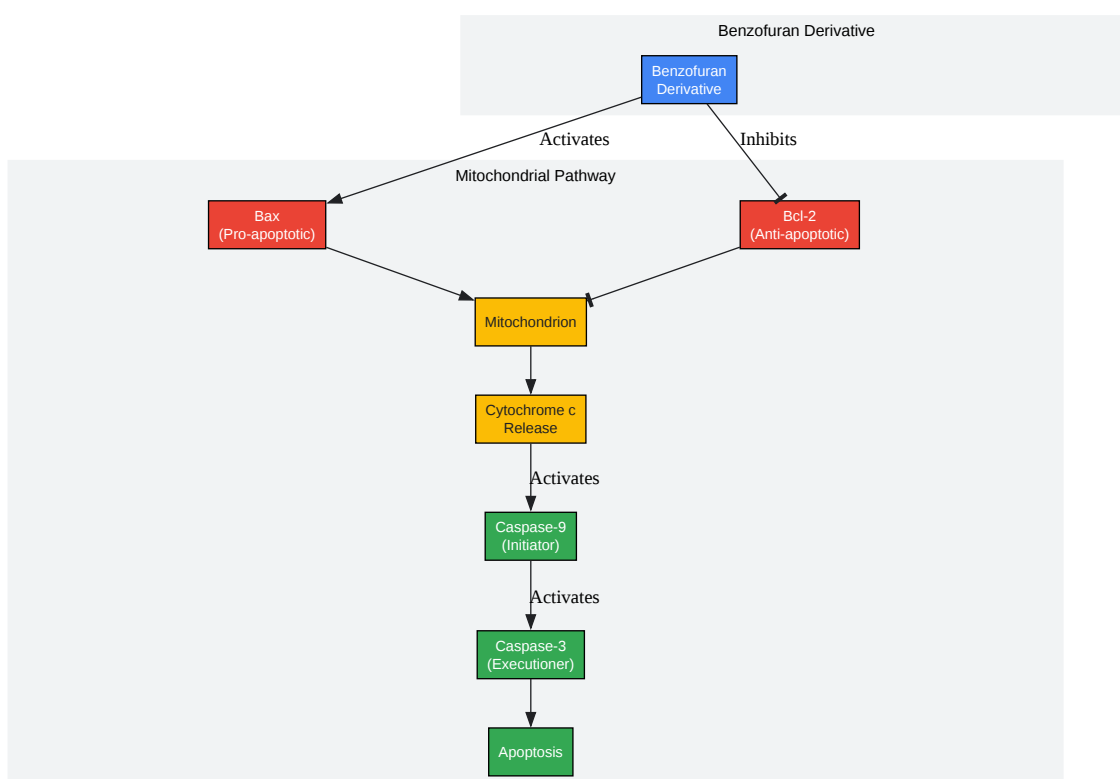 Benzofuran Derivative
Benzofuran
Derivative
Activates
Inhibits
Mitochondrial Pathway
Bax
(Pro-apoptotic)
Bcl-2
(Anti-apoptotic)
Mitochondrion
Cytochrome c
Release
Activates
Caspase-9
(Initiator)
Activates
Caspase-3
(Executioner)
Apoptosis